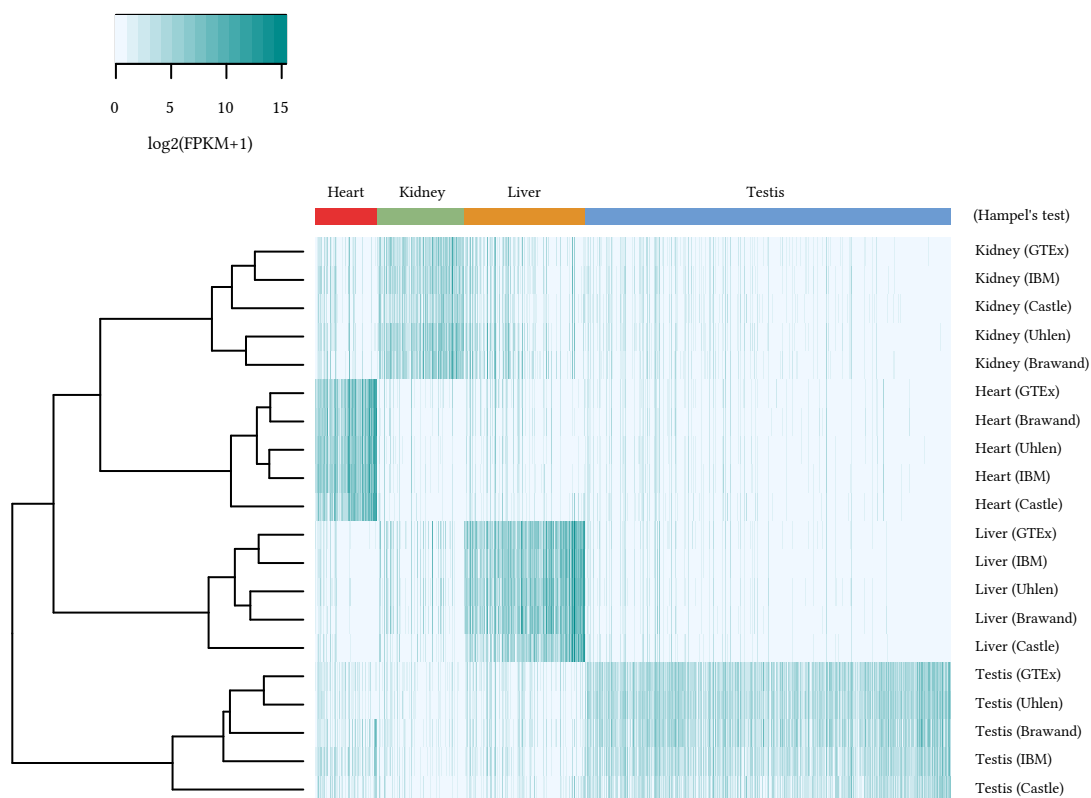 0 5 10 15
log2(FPKM+1)
Heart Kidney Liver Testis
(Hampel's test)
Kidney (GTEx)
Kidney (IBM)
Kidney (Castle)
Kidney (Uhlen)
Kidney (Brawand)
Heart (GTEx)
Heart (Brawand)
Heart (Uhlen)
Heart (IBM)
Heart (Castle)
Liver (GTEx)
Liver (IBM)
Liver (Uhlen)
Liver (Brawand)
Liver (Castle)
Testis (GTEx)
Testis (Uhlen)
Testis (Brawand)
Testis (IBM)
Testis (Castle)